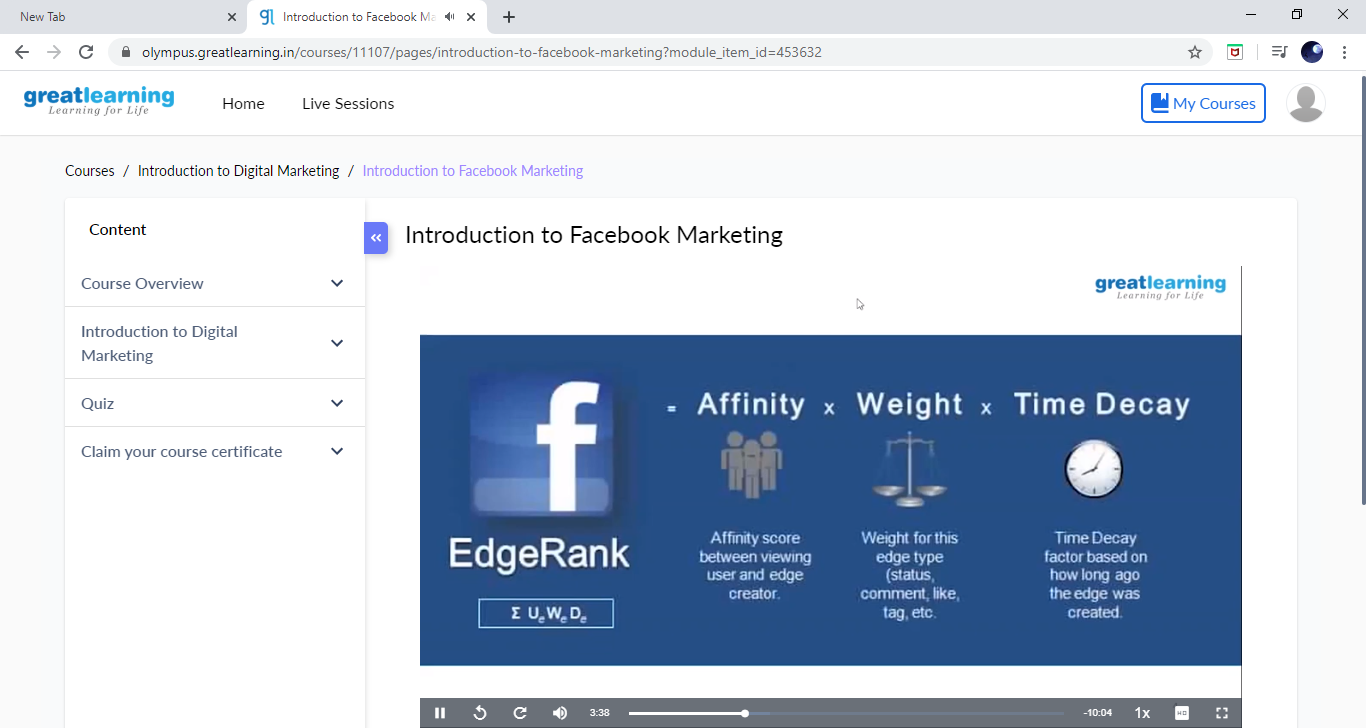 New Tab
gl Introduction to Facebook Ma
olympus.greatlearning.in/courses/11107/pages/introduction-to-facebook-marketing?module_item_id=453632
greatlearning
Learning for Life
Home
Live Sessions
My Courses
Courses / Introduction to Digital Marketing / Introduction to Facebook Marketing
Content
Course Overview
Introduction to Digital
Marketing
Quiz
Claim your course certificate
«
Introduction to Facebook Marketing
greatlearning
Learning for Life
f
EdgeRank
Σ UₑWₑDₑ
= Affinity x Weight x Time Decay
Affinity score
between viewing
user and edge
creator.
Weight for this
edge type
(status,
comment, like,
tag, etc.
Time Decay
factor based on
how long ago
the edge was
created.
3:38
-10:04
1x
HD